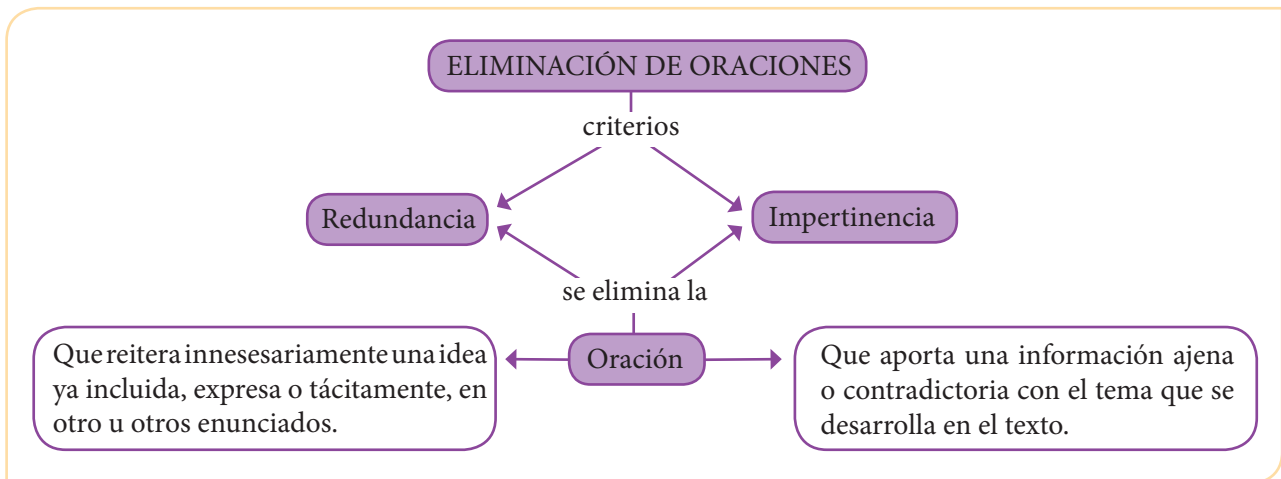 ELIMINACIÓN DE ORACIONES
criterios
Redundancia
Impertinencia
se elimina la
Oración
Que reitera innesesariamente una idea
ya incluida, expresa o tácitamente, en
otro u otros enunciados.
Que aporta una información ajena
o contradictoria con el tema que se
desarrolla en el texto.